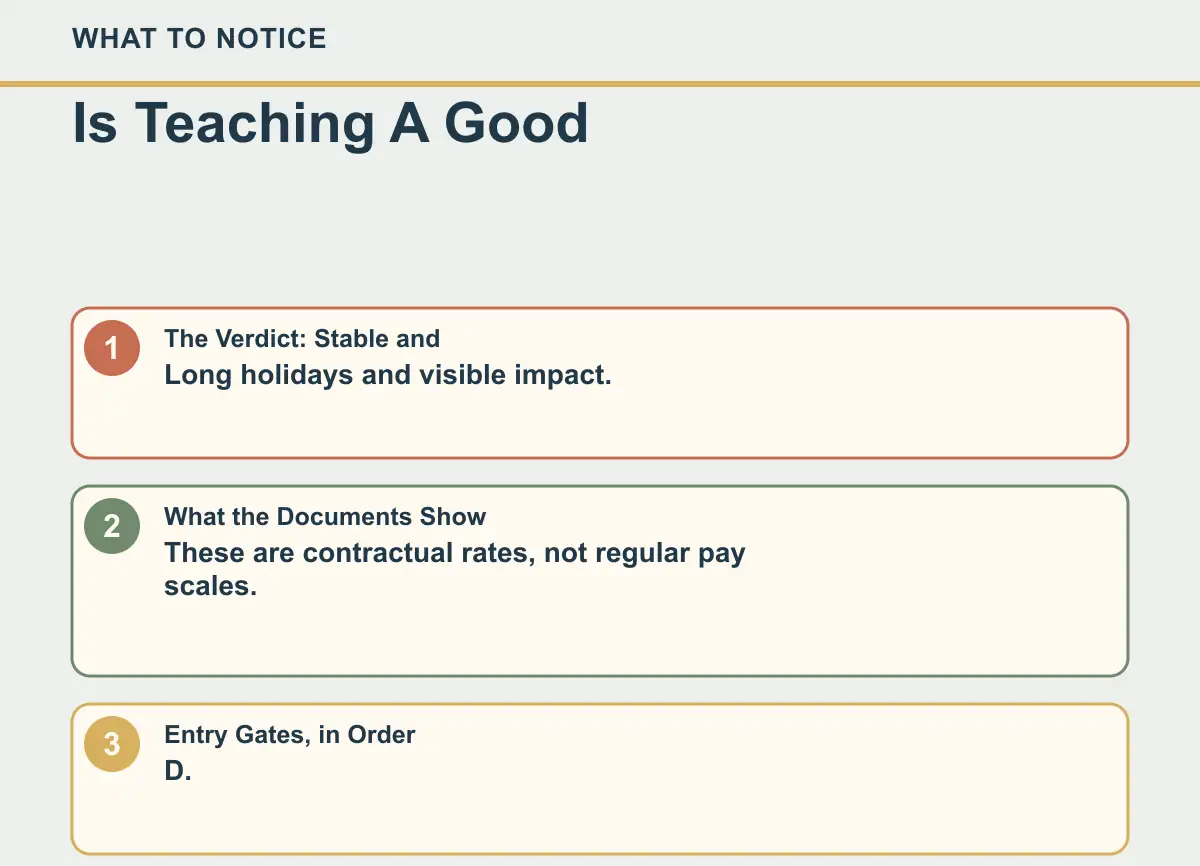 WHAT TO NOTICE
Is Teaching A Good
1
The Verdict: Stable and
Long holidays and visible impact.
2
What the Documents Show
These are contractual rates, not regular pay
scales.
3
Entry Gates, in Order
D.